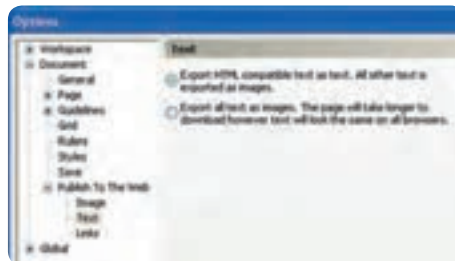 Options
Workspace
Document
General
Page
Guidelines
Grid
Rulers
Styles
Save
Publish To The Web
Image
Text
Links
Global
Text
Export HTML compatible text as text. All other text is
exported as images.
Export all text as images. The page will take longer to
download however text will look the same on all browsers.